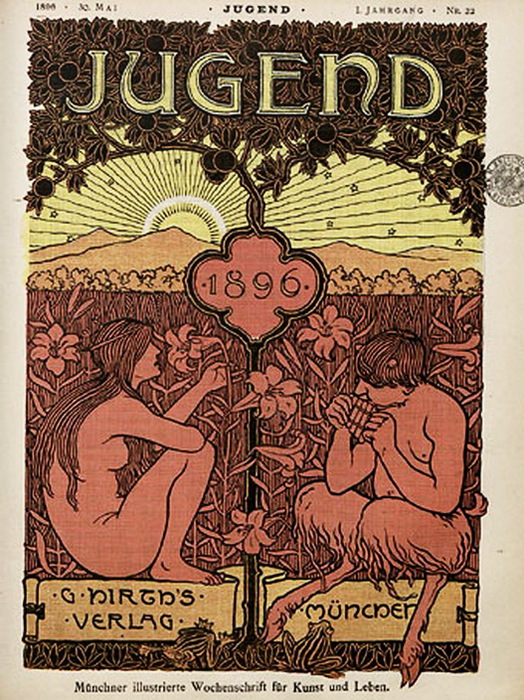 1896 · 30. MAI · JUGEND · I. JAHRGANG · NR. 22
JUGEND
·1896·
·G·HIRTH'S·
·VERLAG·
·MÜNCHEN
Münchner illustrierte Wochenschrift für Kunst und Leben.